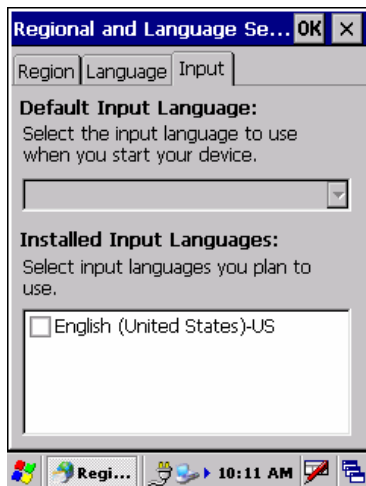 Regional and Language Se... OK ×
Region Language Input
Default Input Language:
Select the input language to use
when you start your device.
Installed Input Languages:
Select input languages you plan to
use.
English (United States)-US
Regi... 10:11 AM